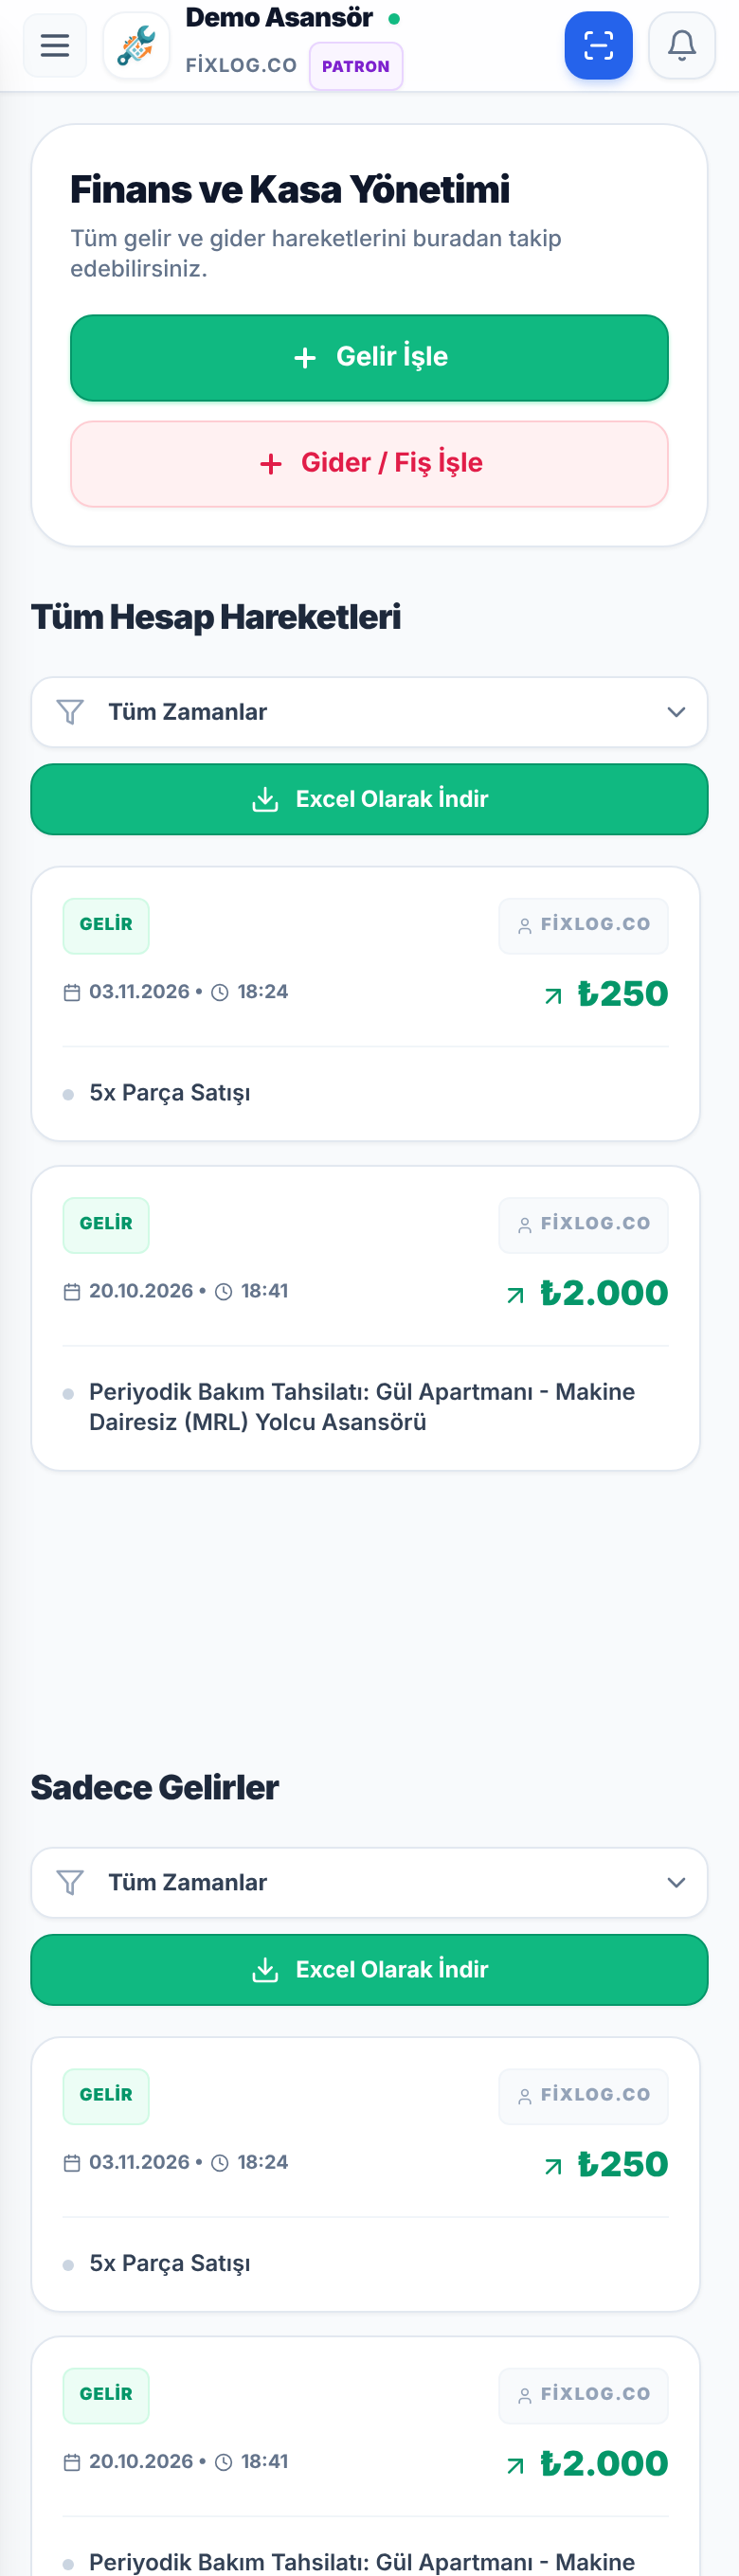 Demo Asansör
FİXLOG.CO PATRON
Finans ve Kasa Yönetimi
Tüm gelir ve gider hareketlerini buradan takip
edebilirsiniz.
+ Gelir İşle
+ Gider / Fiş İşle
Tüm Hesap Hareketleri
Tüm Zamanlar
Excel Olarak İndir
GELİR FİXLOG.CO
03.11.2026 • 18:24 ₺250
5x Parça Satışı
GELİR FİXLOG.CO
20.10.2026 • 18:41 ₺2.000
Periyodik Bakım Tahsilatı: Gül Apartmanı - Makine
Dairesiz (MRL) Yolcu Asansörü
Sadece Gelirler
Tüm Zamanlar
Excel Olarak İndir
GELİR FİXLOG.CO
03.11.2026 • 18:24 ₺250
5x Parça Satışı
GELİR FİXLOG.CO
20.10.2026 • 18:41 ₺2.000
Periyodik Bakım Tahsilatı: Gül Apartmanı - Makine